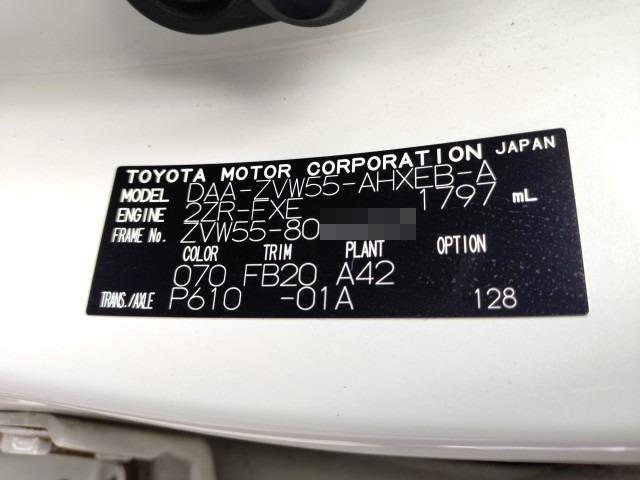 TOYOTA MOTOR CORPORATION JAPAN
MODEL DAA-ZVW55-AHXEB-A
ENGINE 2ZR-FXE 1797 mL
FRAME No. ZVW55-80
COLOR TRIM PLANT OPTION
070 FB20 A42
TRANS./AXLE P610 -01A 128